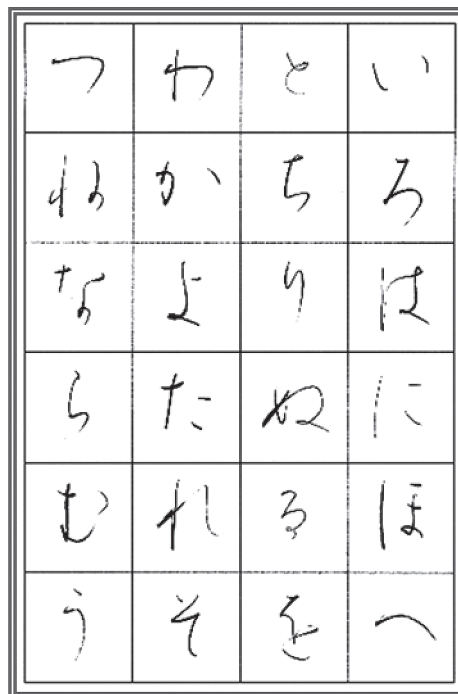 いろはにほへ
とちりぬるを
わかよたれそ
つねならむう